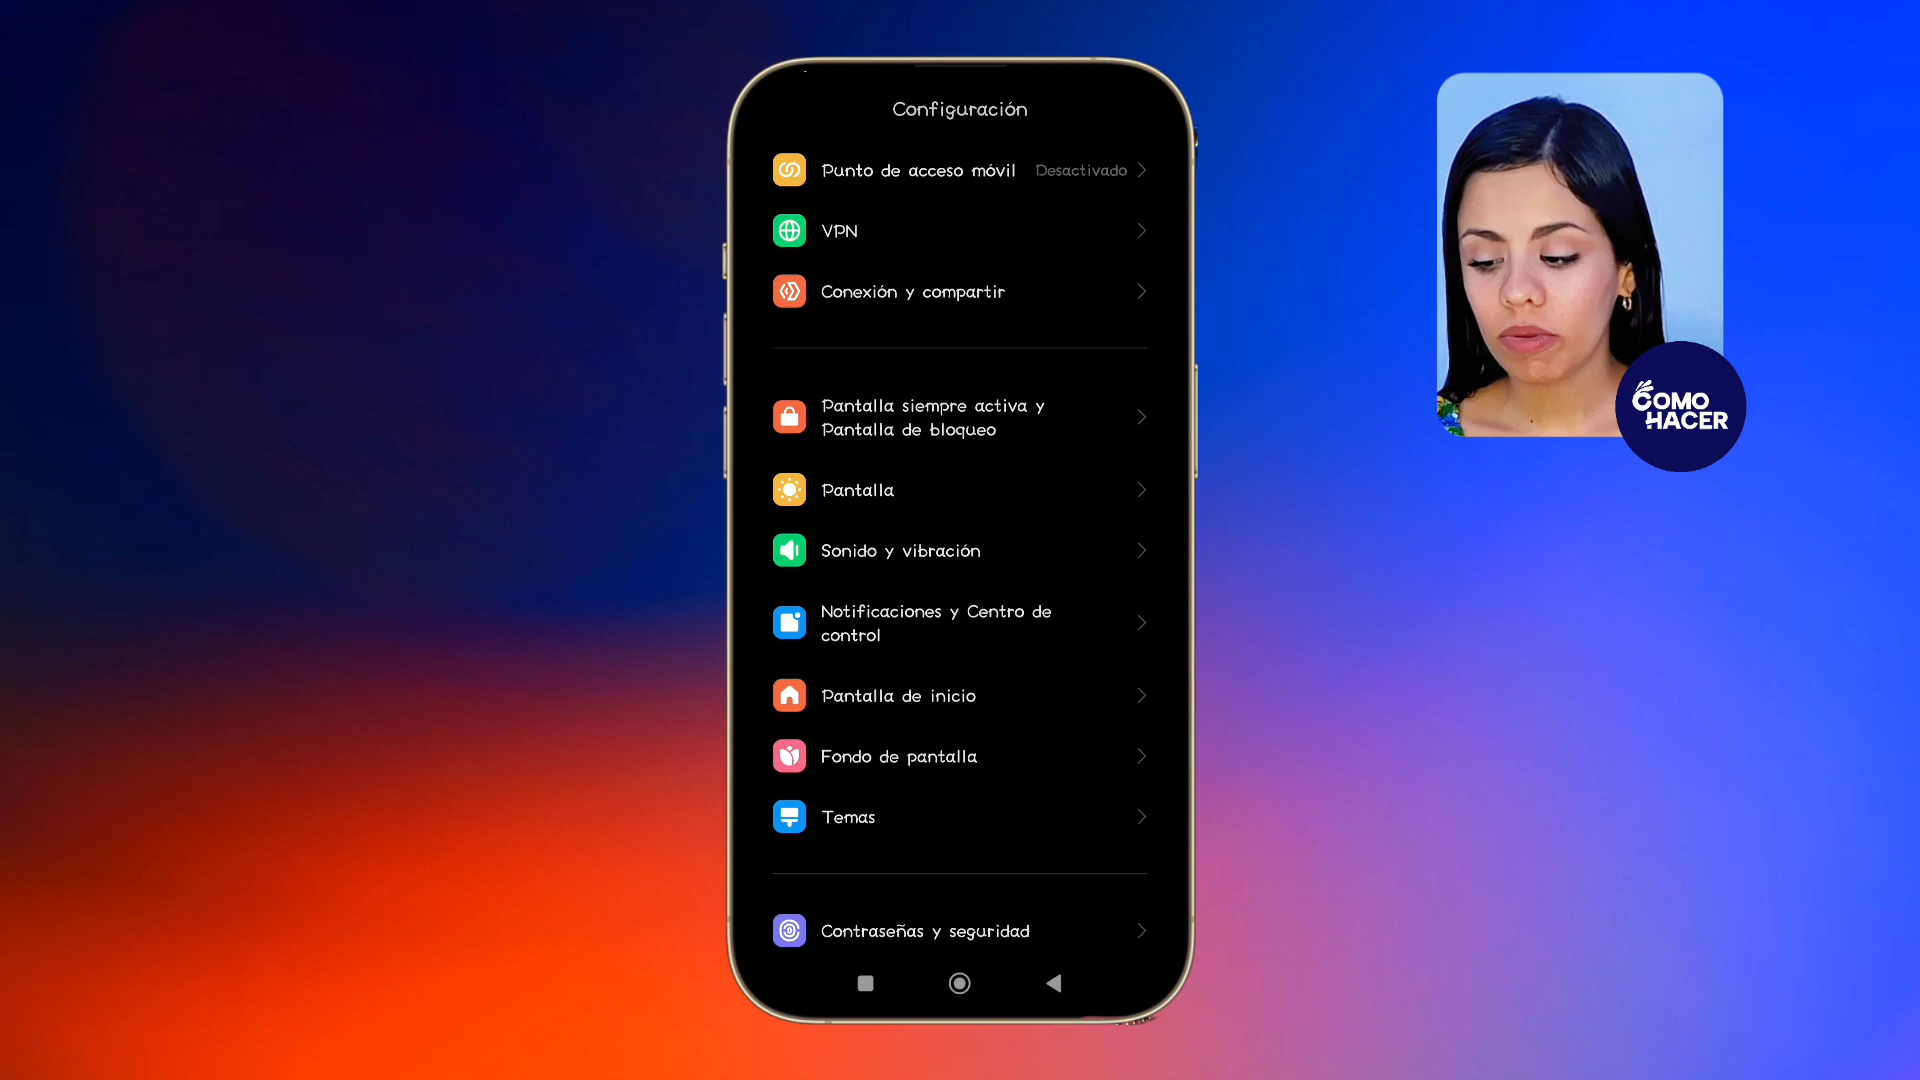 Configuración
Punto de acceso móvil Desactivado
VPN
Conexión y compartir
Pantalla siempre activa y
Pantalla de bloqueo
Pantalla
Sonido y vibración
Notificaciones y Centro de
control
Pantalla de inicio
Fondo de pantalla
Temas
Contraseñas y seguridad
COMO
HACER